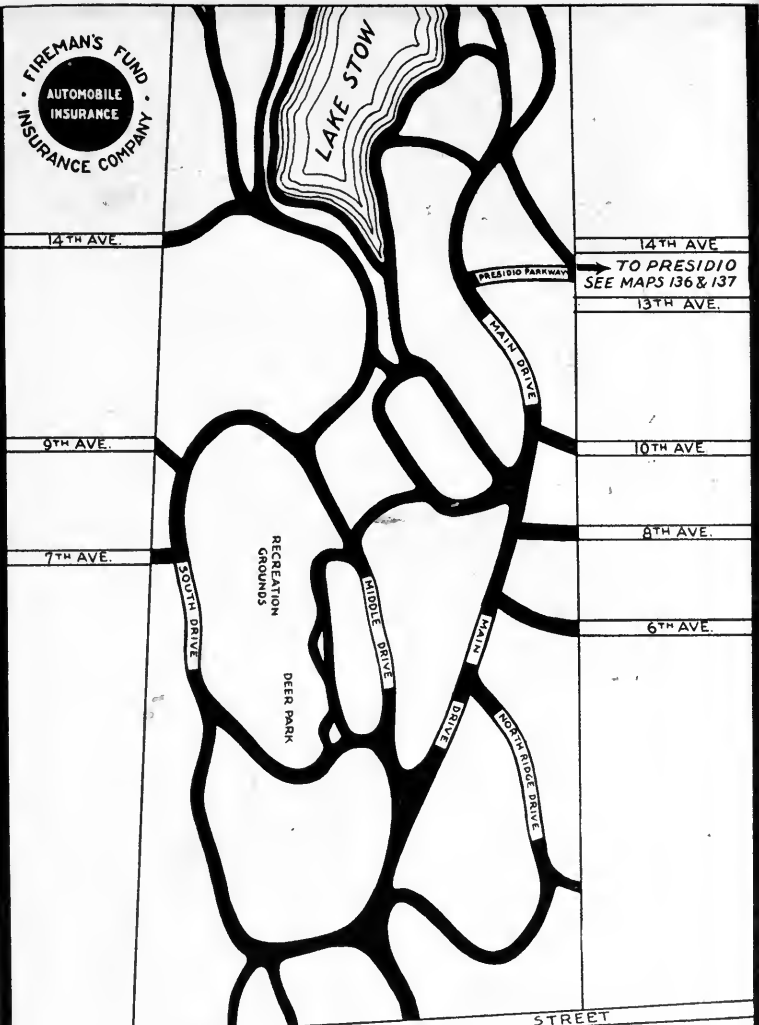 FIREMAN'S FUND
AUTOMOBILE
INSURANCE
INSURANCE COMPANY
LAKE STOW
14TH AVE.
14TH AVE
PRESIDIO PARKWAY
TO PRESIDIO
SEE MAPS 136 & 137
13TH AVE.
MAIN DRIVE
9TH AVE.
10TH AVE.
8TH AVE.
7TH AVE.
RECREATION
GROUNDS
SOUTH DRIVE
MIDDLE DRIVE
MAIN
DRIVE
6TH AVE.
DEER PARK
NORTH RIDGE DRIVE
STREET